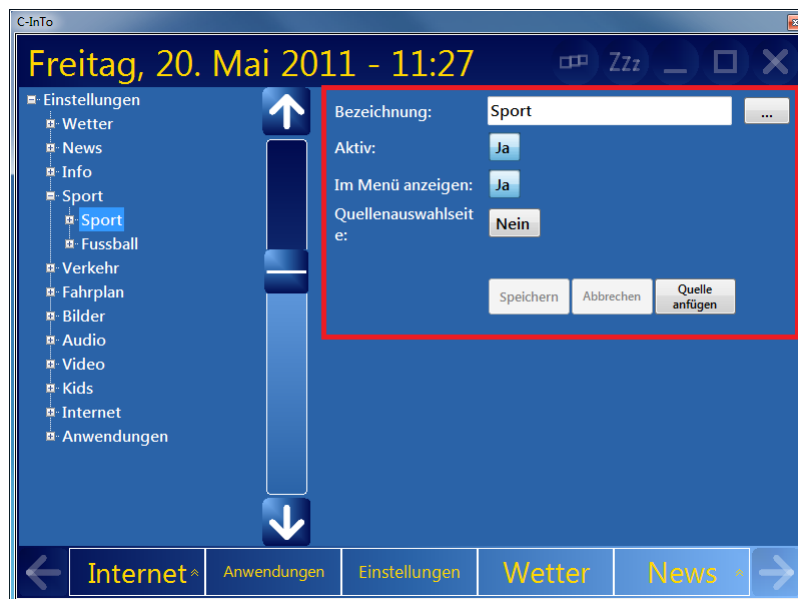 C-InTo
Freitag, 20. Mai 2011 - 11:27
Zzz
Einstellungen
Wetter
News
Info
Sport
Sport
Fussball
Verkehr
Fahrplan
Bilder
Audio
Video
Kids
Internet
Anwendungen
Bezeichnung: Sport ...
Aktiv: Ja
Im Menü anzeigen: Ja
Quellenauswahlseit
e: Nein
Speichern Abbrechen Quelle
anfügen
Internet Anwendungen Einstellungen Wetter News